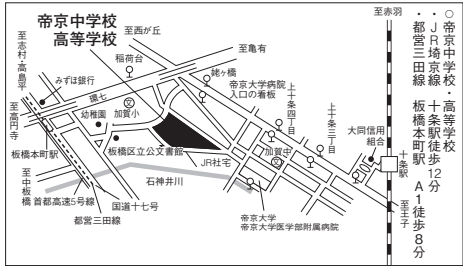 ○帝京中学校・高等学校
・JR埼京線 十条駅徒歩12分
・都営三田線 板橋本町駅 A1徒歩8分
至赤羽
帝京中学校
高等学校
至西が丘
至亀有
至志村・高島平
稲荷台
みずほ銀行
環七
姥ヶ橋
帝京大学病院
入口の看板
加賀小
文
幼稚園
上十条四丁目
上十条三丁目
大同信用
組合
至高円寺
板橋区立公文書館
加賀中
文
十条駅
板橋本町駅
JR社宅
至中板橋
石神井川
至王子
首都高速5号線
国道十七号
都営三田線
帝京大学
帝京大学医学部附属病院